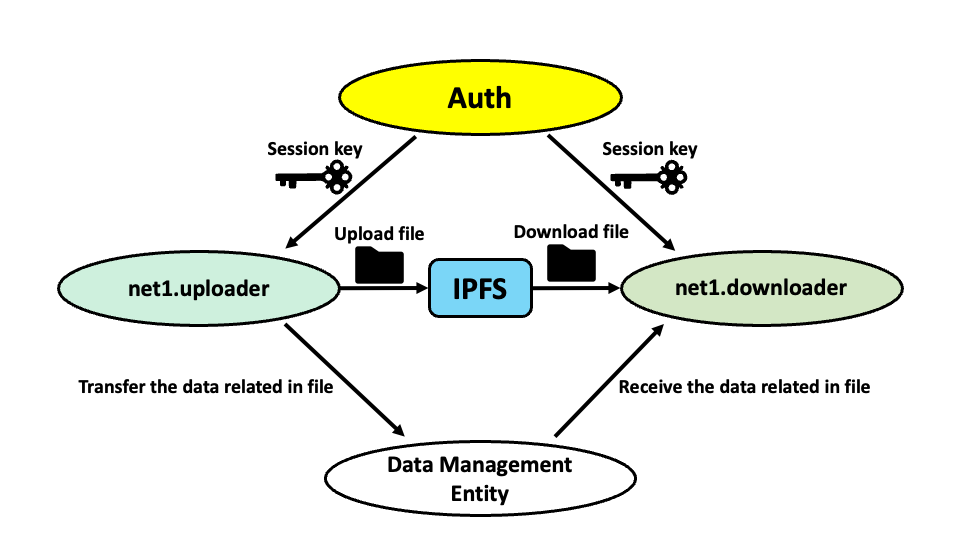 Auth
Session key
Session key
Upload file
Download file
net1.uploader
IPFS
net1.downloader
Transfer the data related in file
Receive the data related in file
Data Management
Entity